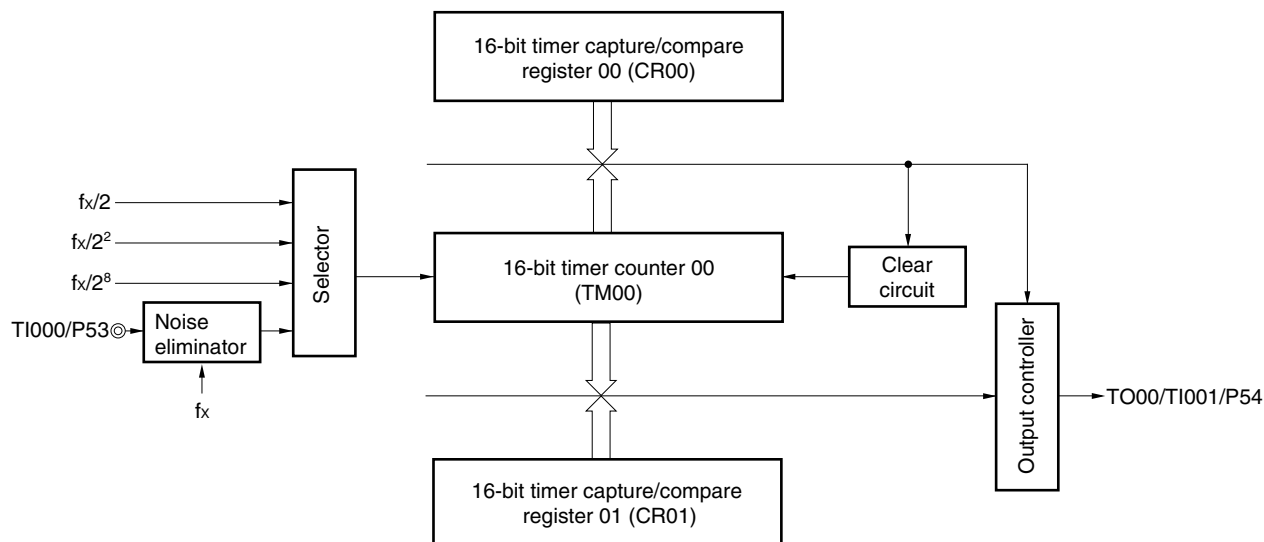 16-bit timer capture/compare
register 00 (CR00)
fx/2
fx/2²
fx/2⁸
TI000/P53
Noise
eliminator
fx
Selector
16-bit timer counter 00
(TM00)
Clear
circuit
Output controller
TO00/TI001/P54
16-bit timer capture/compare
register 01 (CR01)